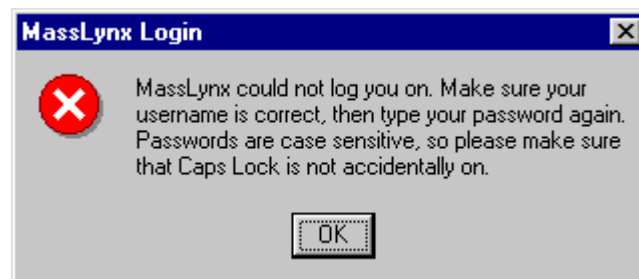 MassLynx Login
MassLynx could not log you on. Make sure your
username is correct, then type your password again.
Passwords are case sensitive, so please make sure
that Caps Lock is not accidentally on.
OK